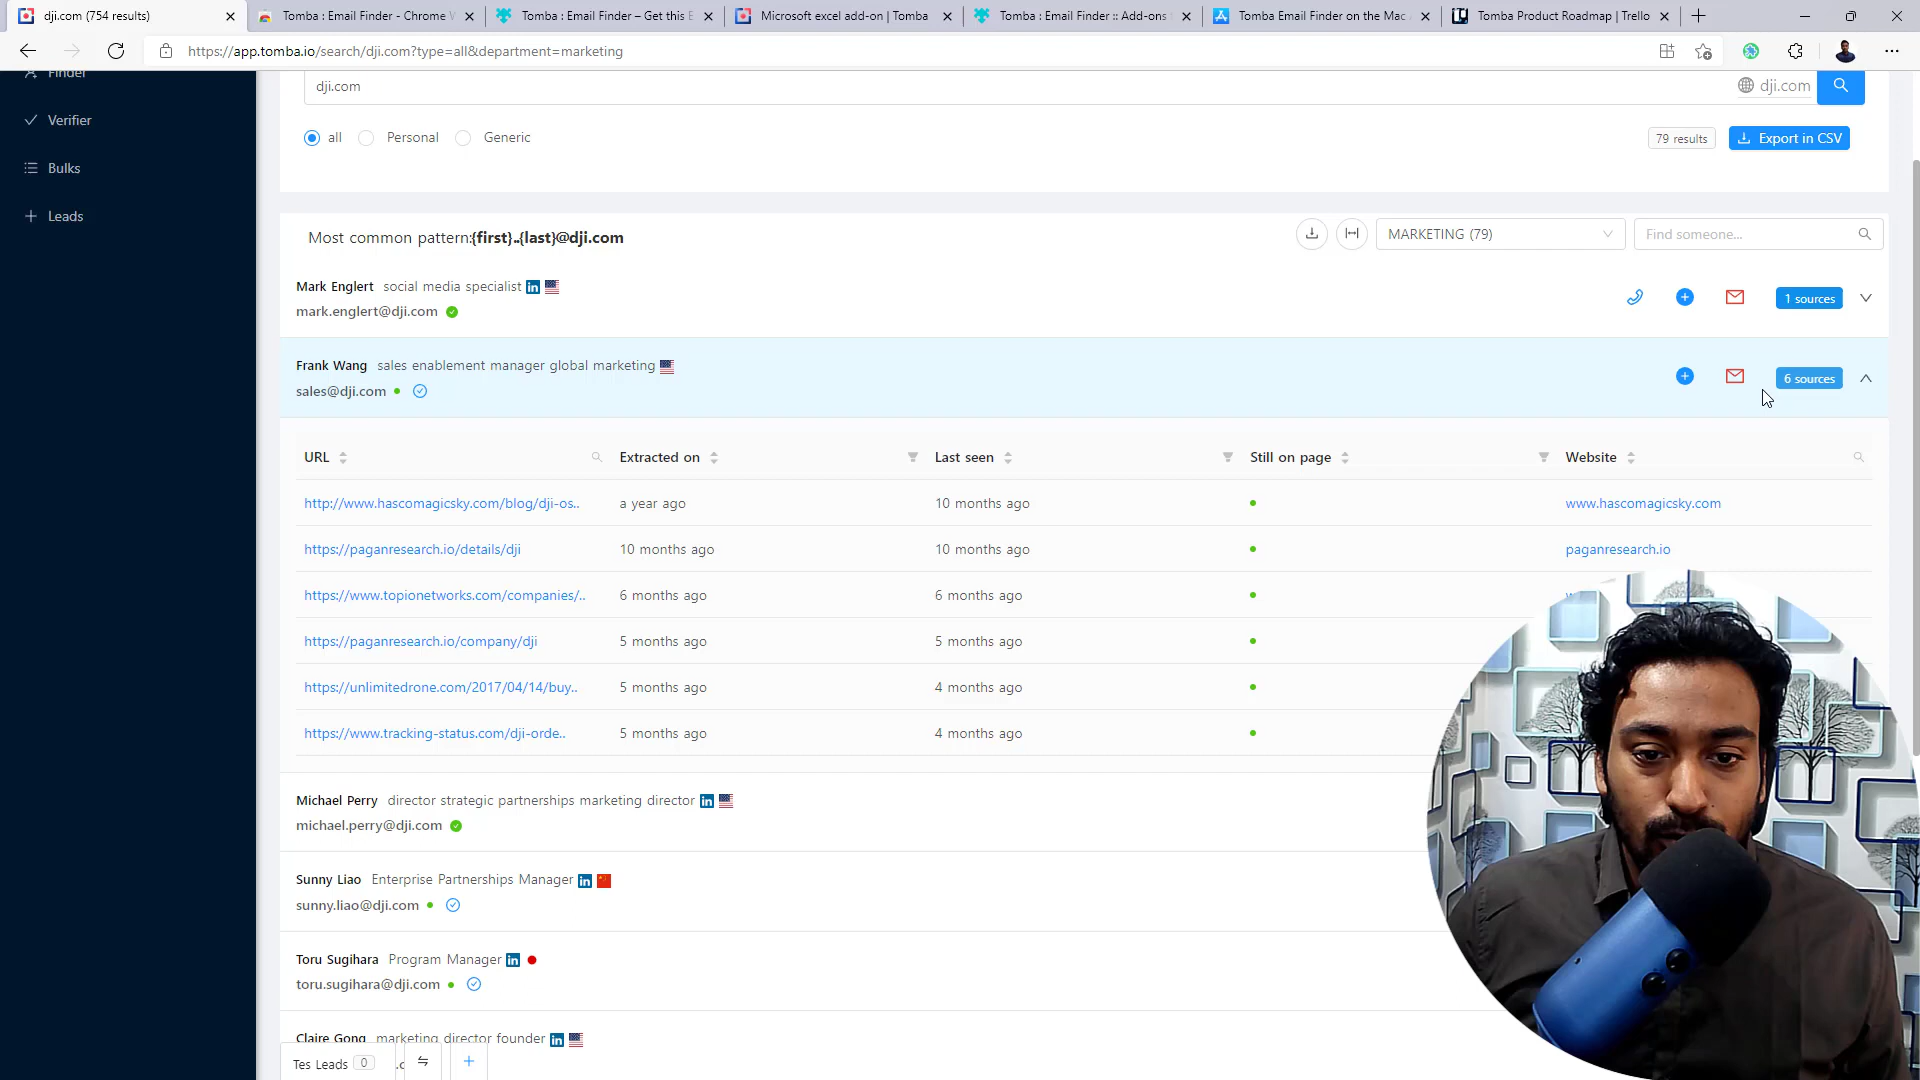 dji.com (754 results)
Tomba : Email Finder - Chrome
Tomba : Email Finder – Get this E
Microsoft excel add-on | Tomba
Tomba : Email Finder :: Add-ons
Tomba Email Finder on the Mac
Tomba Product Roadmap | Trello
https://app.tomba.io/search/dji.com?type=all&department=marketing
Finder
Verifier
Bulks
Leads
dji.com
dji.com
all Personal Generic
79 results
Export in CSV
Most common pattern:{first}.{last}@dji.com
MARKETING (79)
Find someone...
Mark Englert social media specialist
mark.englert@dji.com
1 sources
Frank Wang sales enablement manager global marketing
sales@dji.com
6 sources
URL Extracted on Last seen Still on page Website
http://www.hascomagicsky.com/blog/dji-os.. a year ago 10 months ago www.hascomagicsky.com
https://paganresearch.io/details/dji 10 months ago 10 months ago paganresearch.io
https://www.topionetworks.com/companies/.. 6 months ago 6 months ago
https://paganresearch.io/company/dji 5 months ago 5 months ago
https://unlimitedrone.com/2017/04/14/buy.. 5 months ago 4 months ago
https://www.tracking-status.com/dji-orde.. 5 months ago 4 months ago
Michael Perry director strategic partnerships marketing director
michael.perry@dji.com
Sunny Liao Enterprise Partnerships Manager
sunny.liao@dji.com
Toru Sugihara Program Manager
toru.sugihara@dji.com
Claire Gong marketing director founder
Tes Leads 0